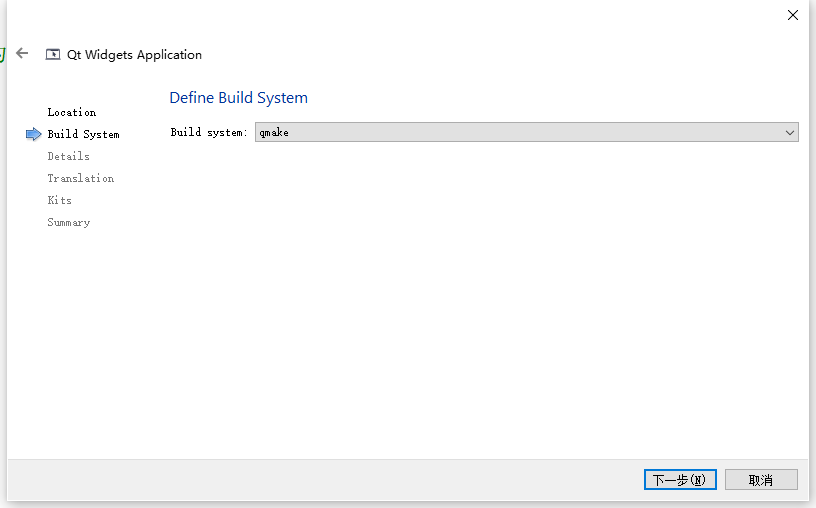 Qt Widgets Application
Location
Build System
Details
Translation
Kits
Summary
Define Build System
Build system: qmake
下一步(N) 取消